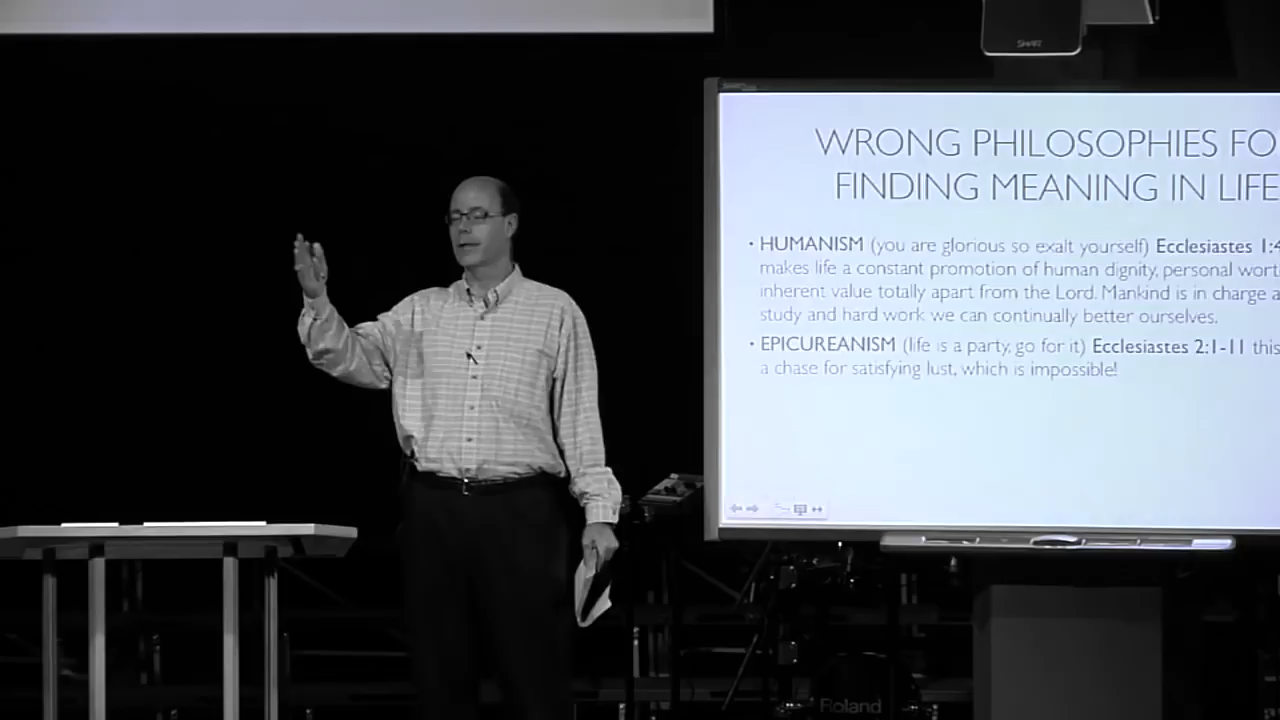 SMART
WRONG PHILOSOPHIES FO
FINDING MEANING IN LIFE
• HUMANISM (you are glorious so exalt yourself) Ecclesiastes 1:4
makes life a constant promotion of human dignity, personal wort
inherent value totally apart from the Lord. Mankind is in charge a
study and hard work we can continually better ourselves.
• EPICUREANISM (life is a party, go for it) Ecclesiastes 2:1-11 this
a chase for satisfying lust, which is impossible!
Roland